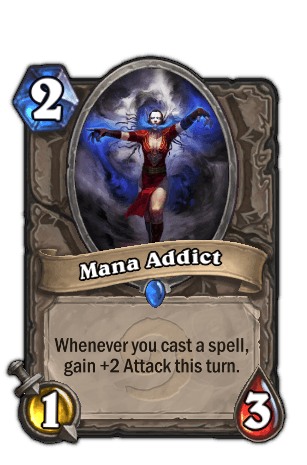 2
Mana Addict
Whenever you cast a spell,
gain +2 Attack this turn.
1
3